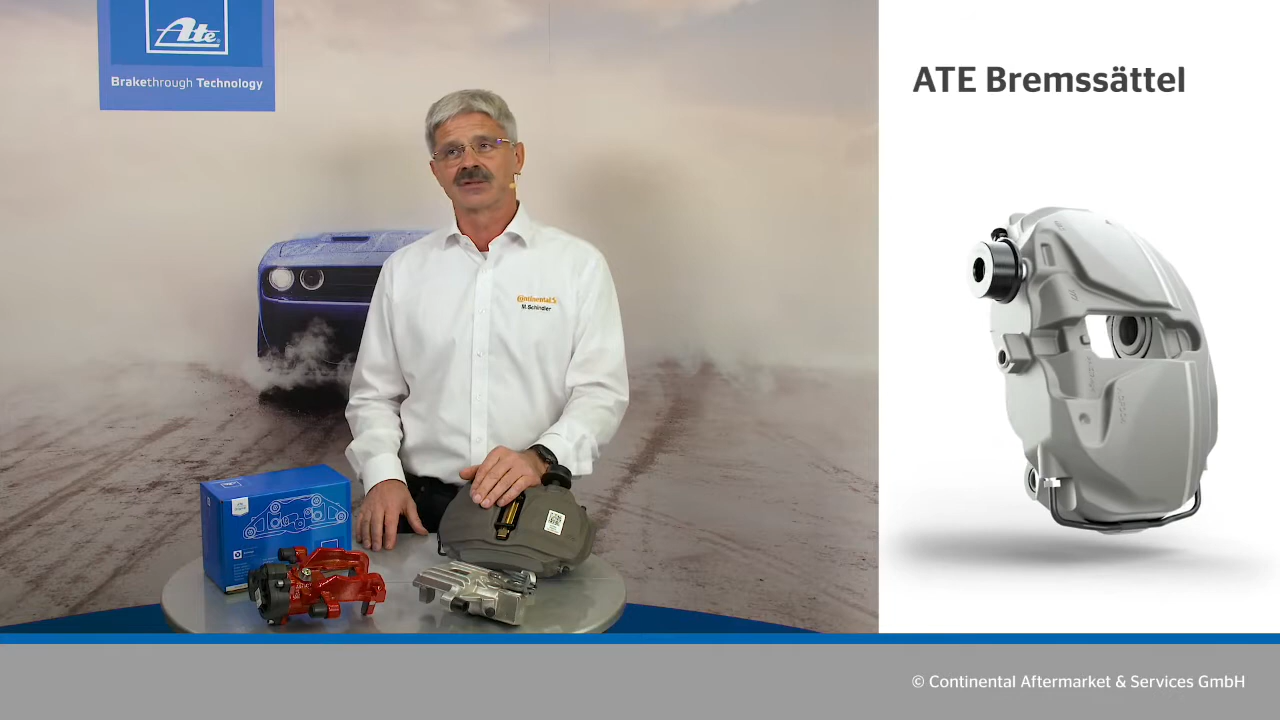 Ate
Brakethrough Technology
ATE Bremssättel
Continental
M.Schindler
© Continental Aftermarket & Services GmbH